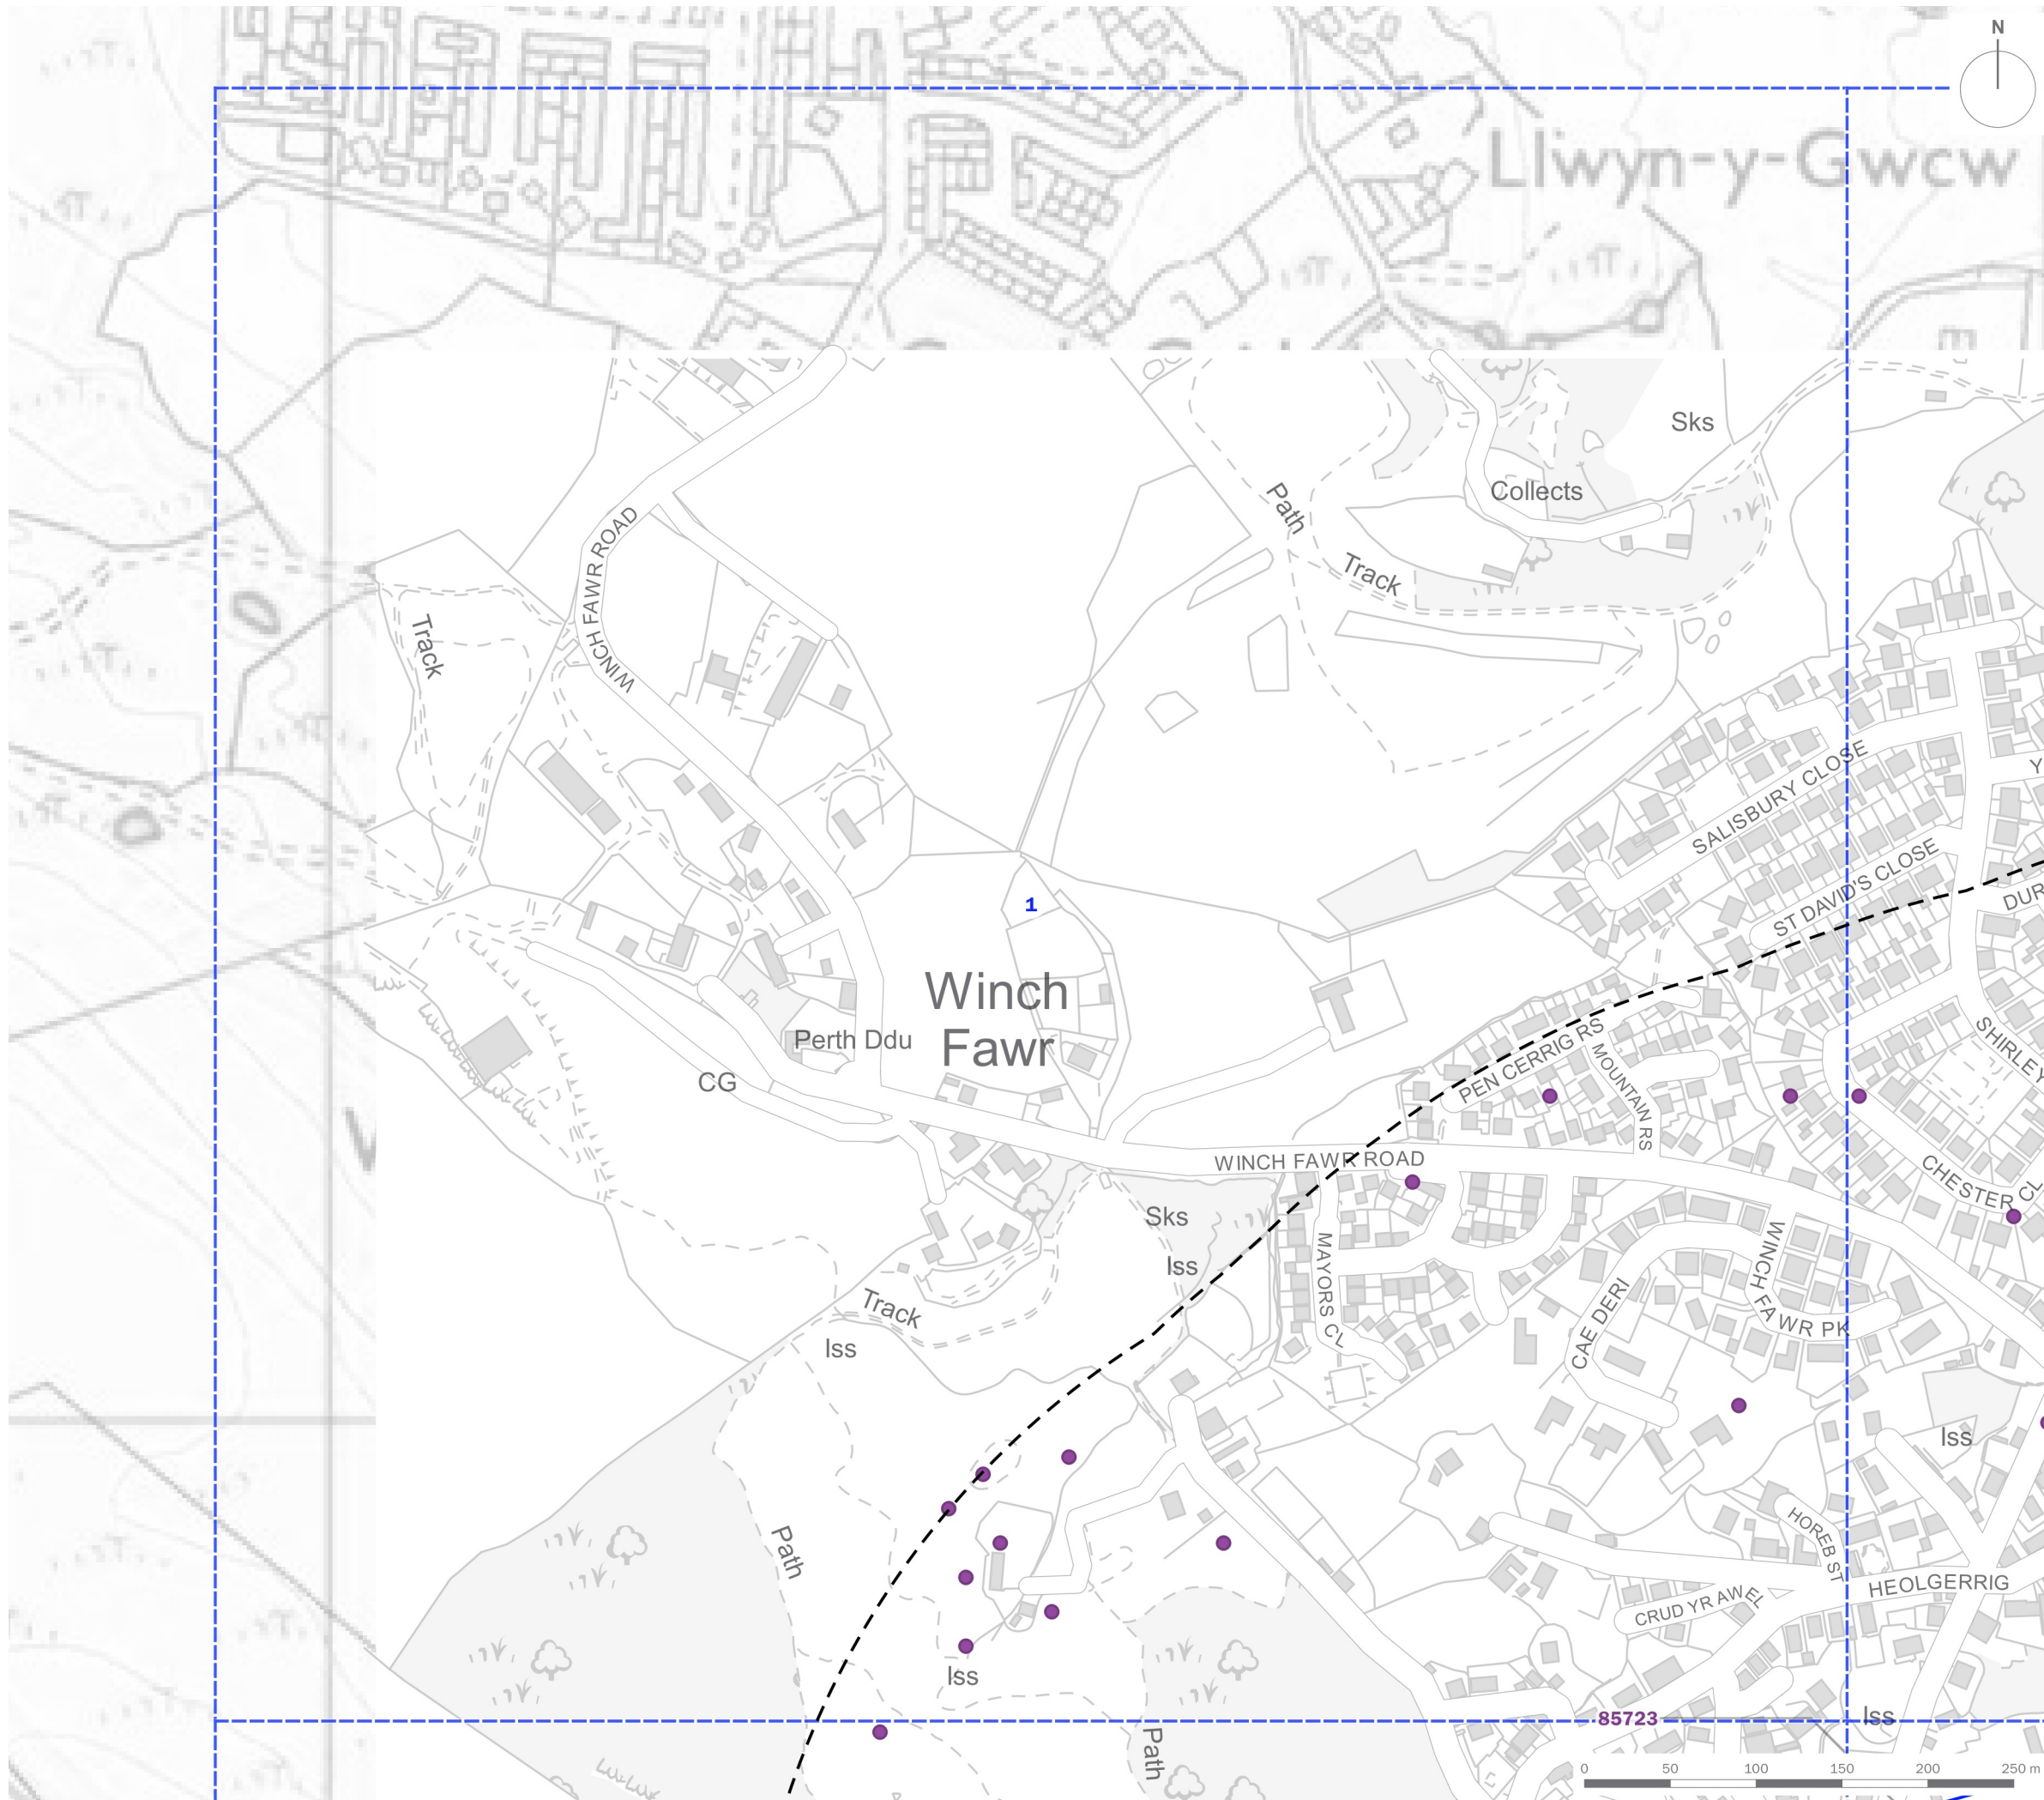 N
Llwyn-y-Gwcw
Sks
Collects
Path
Track
WINCH FAWR ROAD
Track
SALISBURY CLOSE
ST DAVID'S CLOSE
1
Winch
Fawr
Perth Ddu
CG
PEN CERRIG RS
MOUNTAIN RS
SHIRLEY
WINCH FAWR ROAD
CHESTER CL
Sks
Iss
MAYORS CL
WINCH FAWR PK
CAE DERI
Track
Iss
Iss
Path
HOREB ST
HEOLGERRIG
CRUD YR AWEL
Iss
Path
85723
Iss
0 50 100 150 200 250 m